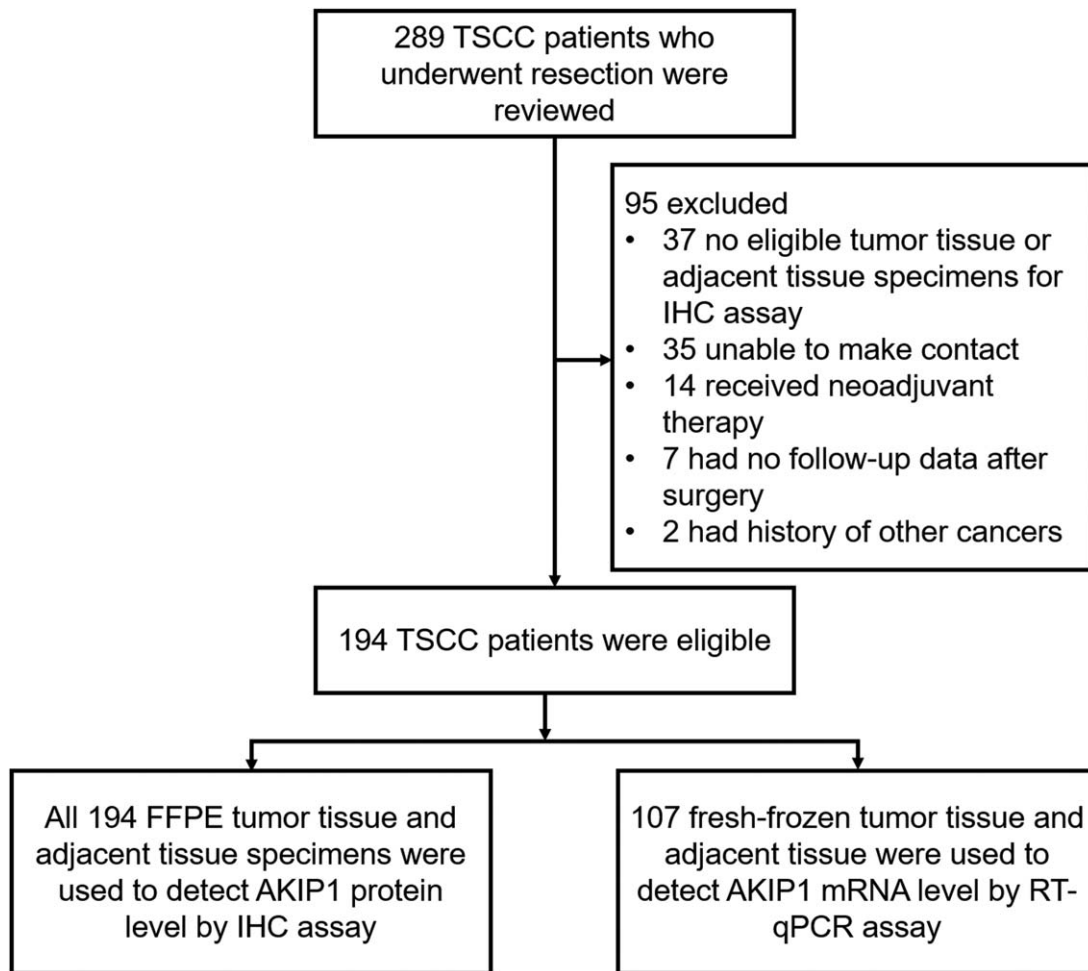 289 TSCC patients who
underwent resection were
reviewed
95 excluded
• 37 no eligible tumor tissue or
adjacent tissue specimens for
IHC assay
• 35 unable to make contact
• 14 received neoadjuvant
therapy
• 7 had no follow-up data after
surgery
• 2 had history of other cancers
194 TSCC patients were eligible
All 194 FFPE tumor tissue and
adjacent tissue specimens were
used to detect AKIP1 protein
level by IHC assay
107 fresh-frozen tumor tissue and
adjacent tissue were used to
detect AKIP1 mRNA level by RT-
qPCR assay